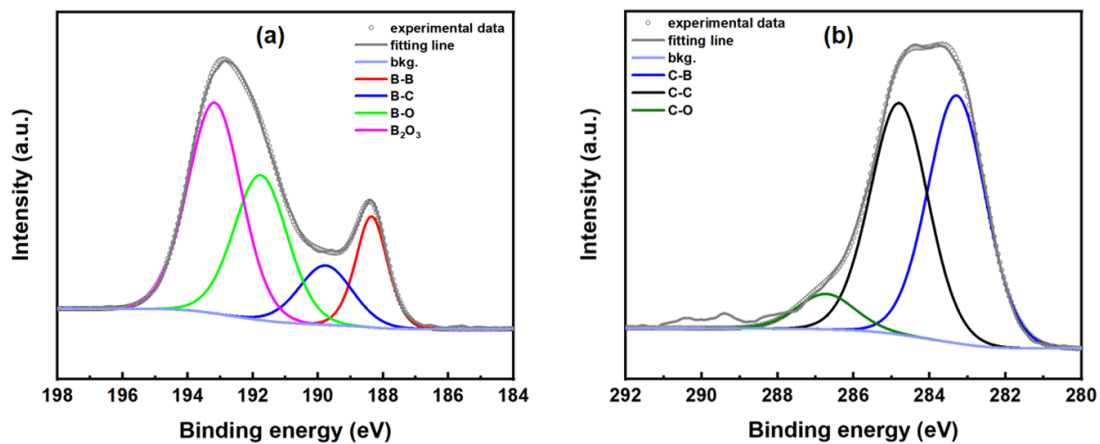 (a)
experimental data
fitting line
bkg.
B-B
B-C
B-O
B₂O₃
Intensity (a.u.)
198 196 194 192 190 188 186 184
Binding energy (eV)
(b)
experimental data
fitting line
bkg.
C-B
C-C
C-O
Intensity (a.u.)
292 290 288 286 284 282 280
Binding energy (eV)